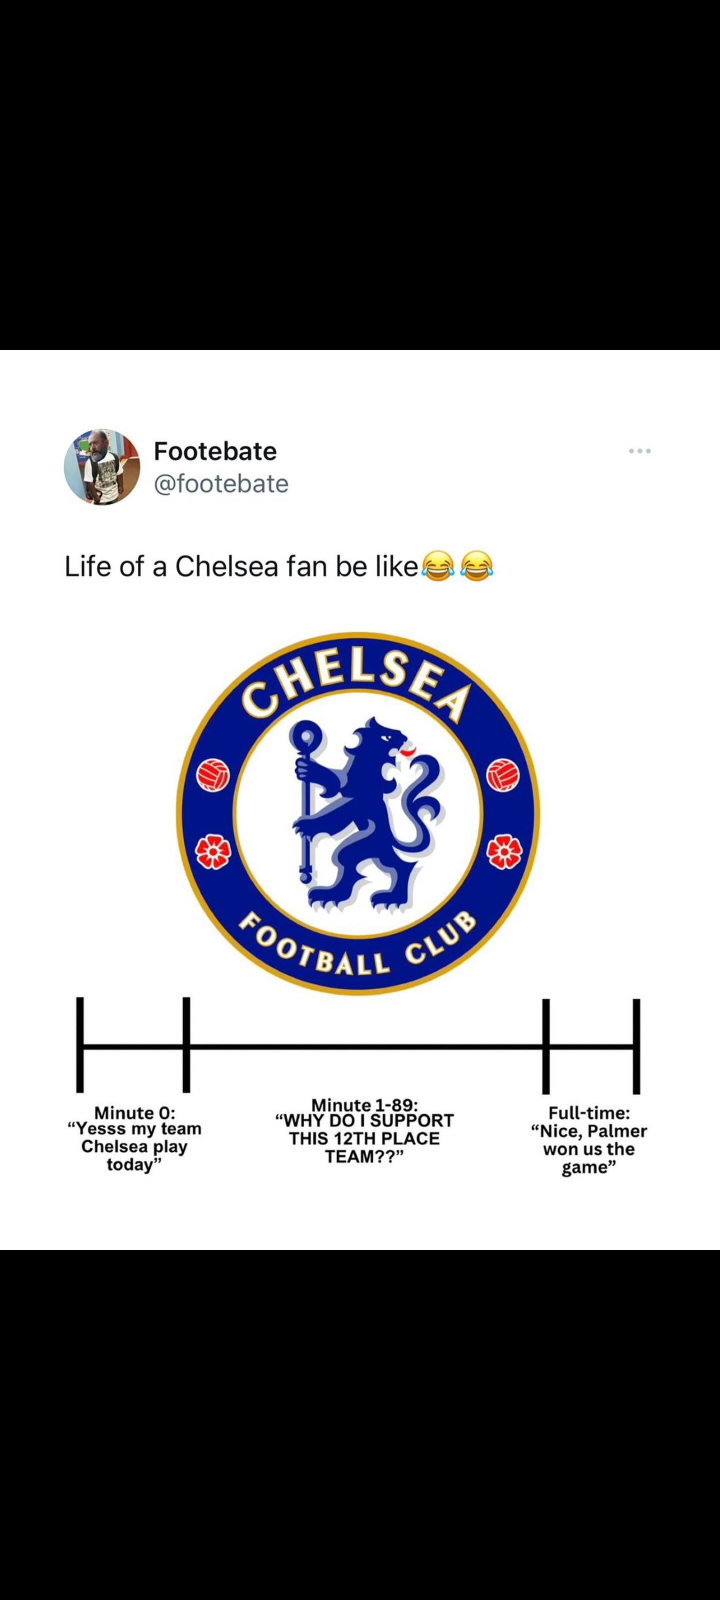 Footebate
@footebate
Life of a Chelsea fan be like😂😂
CHELSEA
FOOTBALL CLUB
Minute 0:
“Yesss my team
Chelsea play
today”
Minute 1-89:
“WHY DO I SUPPORT
THIS 12TH PLACE
TEAM??”
Full-time:
“Nice, Palmer
won us the
game”